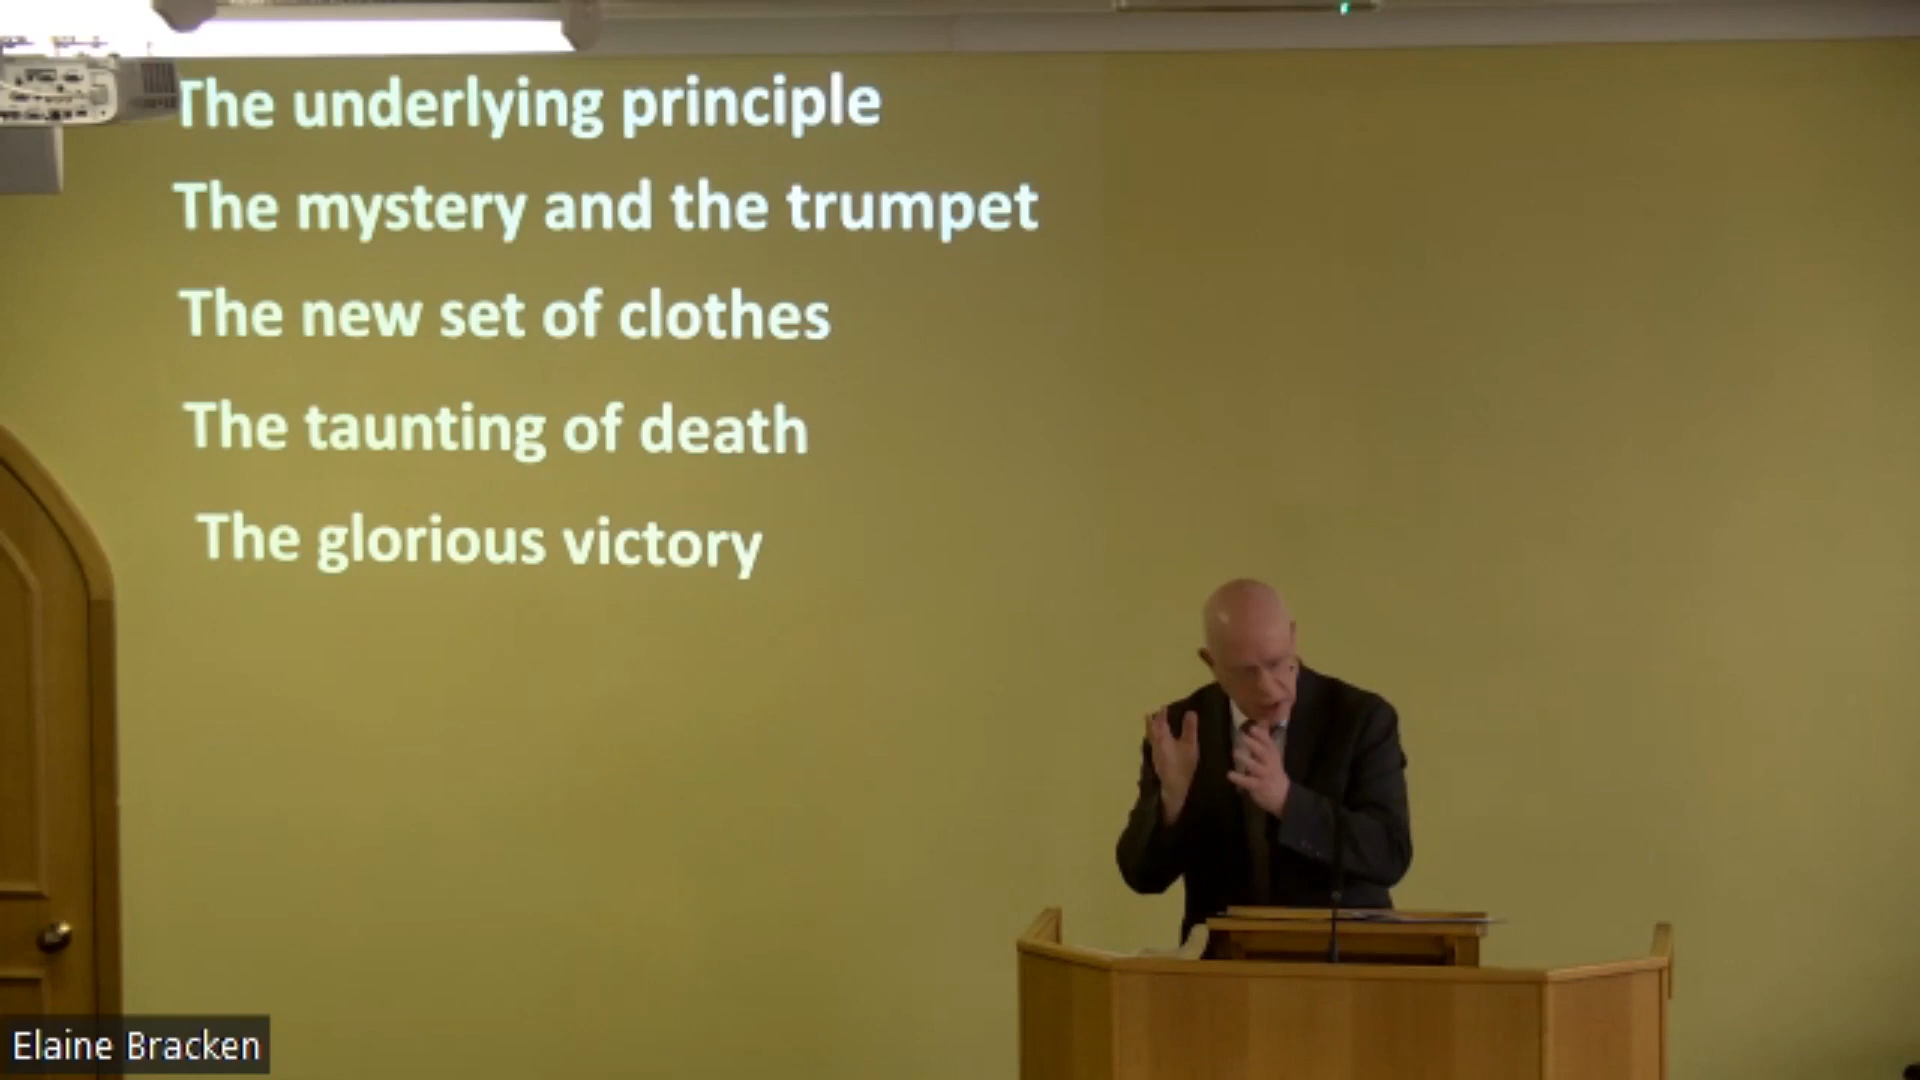 The underlying principle
The mystery and the trumpet
The new set of clothes
The taunting of death
The glorious victory
Elaine Bracken